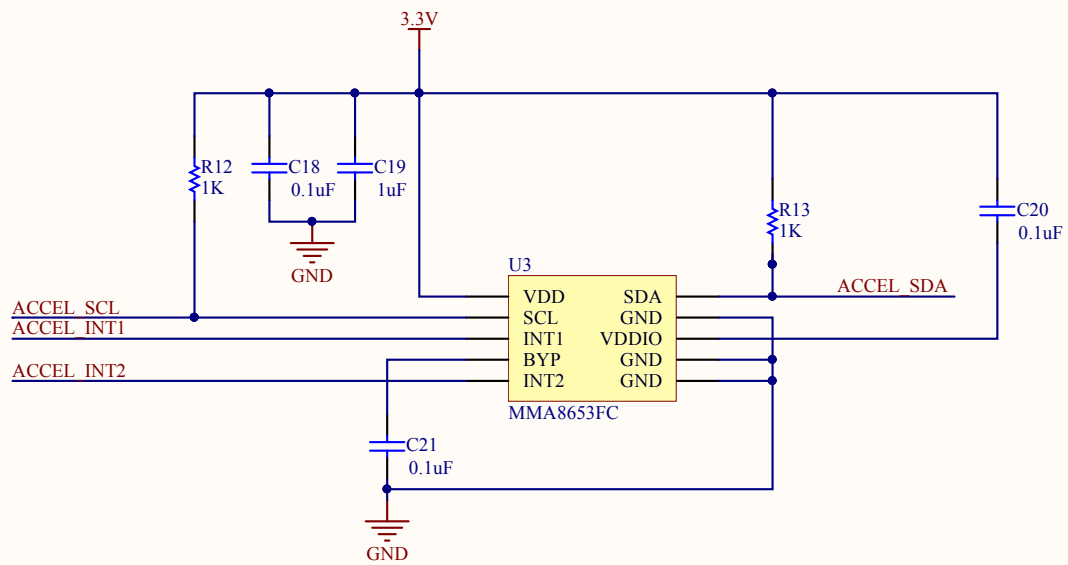 3.3V
R12
1K
C18
0.1uF
C19
1uF
GND
R13
1K
C20
0.1uF
U3
ACCEL_SDA
ACCEL_SCL
ACCEL_INT1
ACCEL_INT2
VDD SDA
SCL GND
INT1 VDDIO
BYP GND
INT2 GND
MMA8653FC
C21
0.1uF
GND